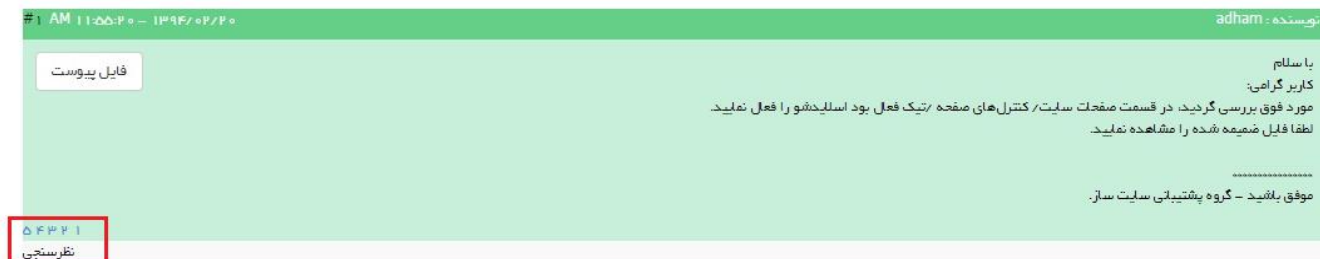 نویسنده : adham
#1 AM ۱۱:۵۵:۲۰ – ۱۳۹۴/۰۲/۲۰
با سلام
کاربر گرامی:
مورد فوق بررسی گردید، در قسمت صفحات سایت/ کنترل‌های صفحه /تیک فعال بود اسلایدشو را فعال نمایید.
لطفا فایل ضمیمه شده را مشاهده نمایید.
فایل پیوست
****************
موفق باشید – گروه پشتیبانی سایت ساز.
۱ ۲ ۳ ۴ ۵
نظرسنجی